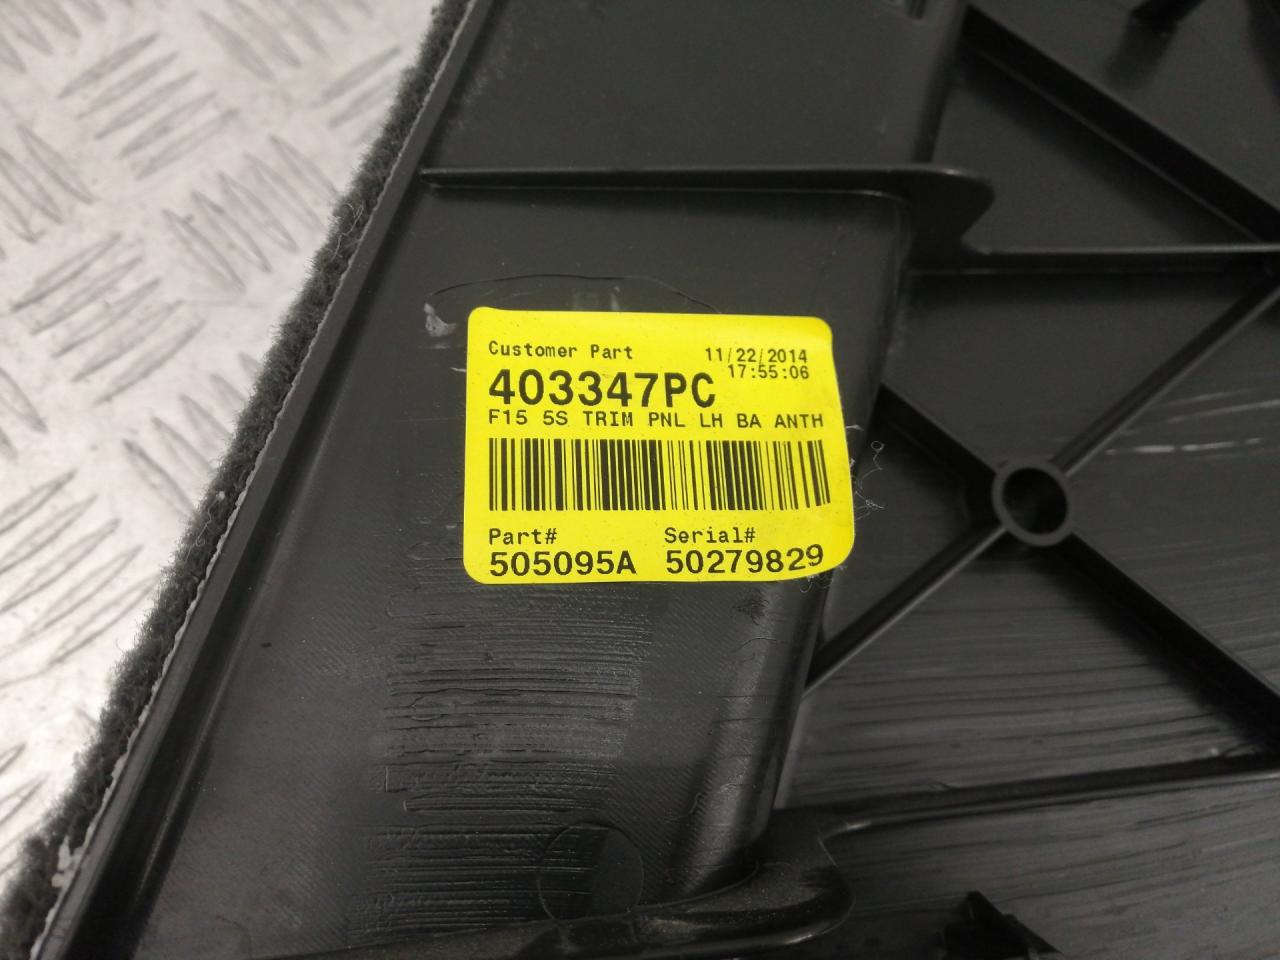 Customer Part 11/22/2014
17:55:06
403347PC
F15 5S TRIM PNL LH BA ANTH
Part# Serial#
505095A 50279829